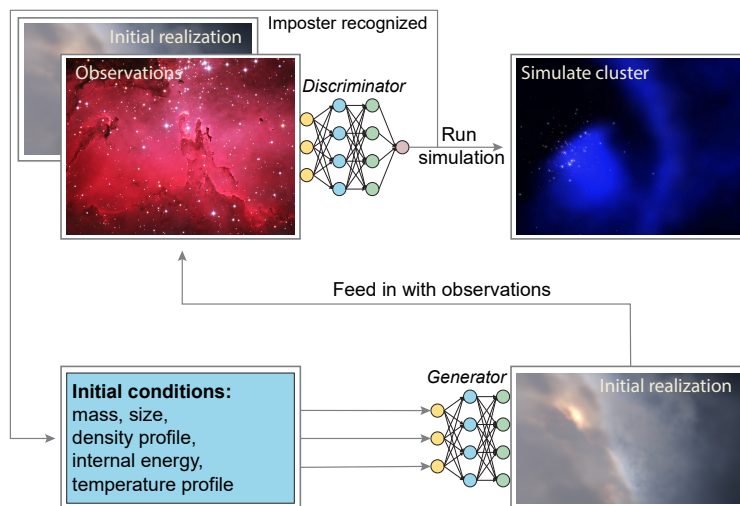 Imposter recognized
Initial realization
Observations
Discriminator
Run
simulation
Simulate cluster
Feed in with observations
Initial conditions:
mass, size,
density profile,
internal energy,
temperature profile
Generator
Initial realization